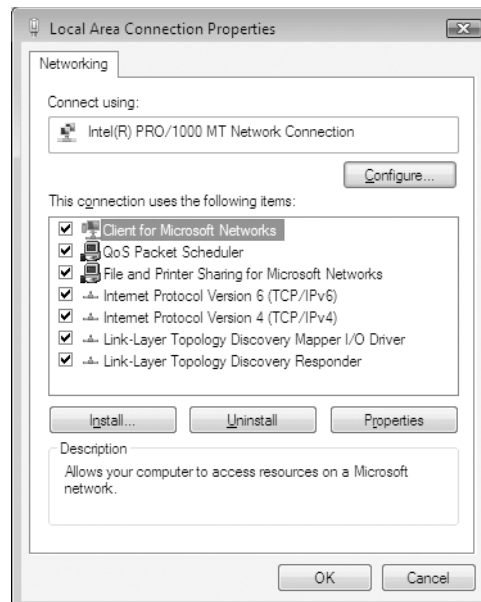 Local Area Connection Properties
Networking
Connect using:
Intel(R) PRO/1000 MT Network Connection
Configure...
This connection uses the following items:
Client for Microsoft Networks
QoS Packet Scheduler
File and Printer Sharing for Microsoft Networks
Internet Protocol Version 6 (TCP/IPv6)
Internet Protocol Version 4 (TCP/IPv4)
Link-Layer Topology Discovery Mapper I/O Driver
Link-Layer Topology Discovery Responder
Install... Uninstall Properties
Description
Allows your computer to access resources on a Microsoft
network.
OK Cancel